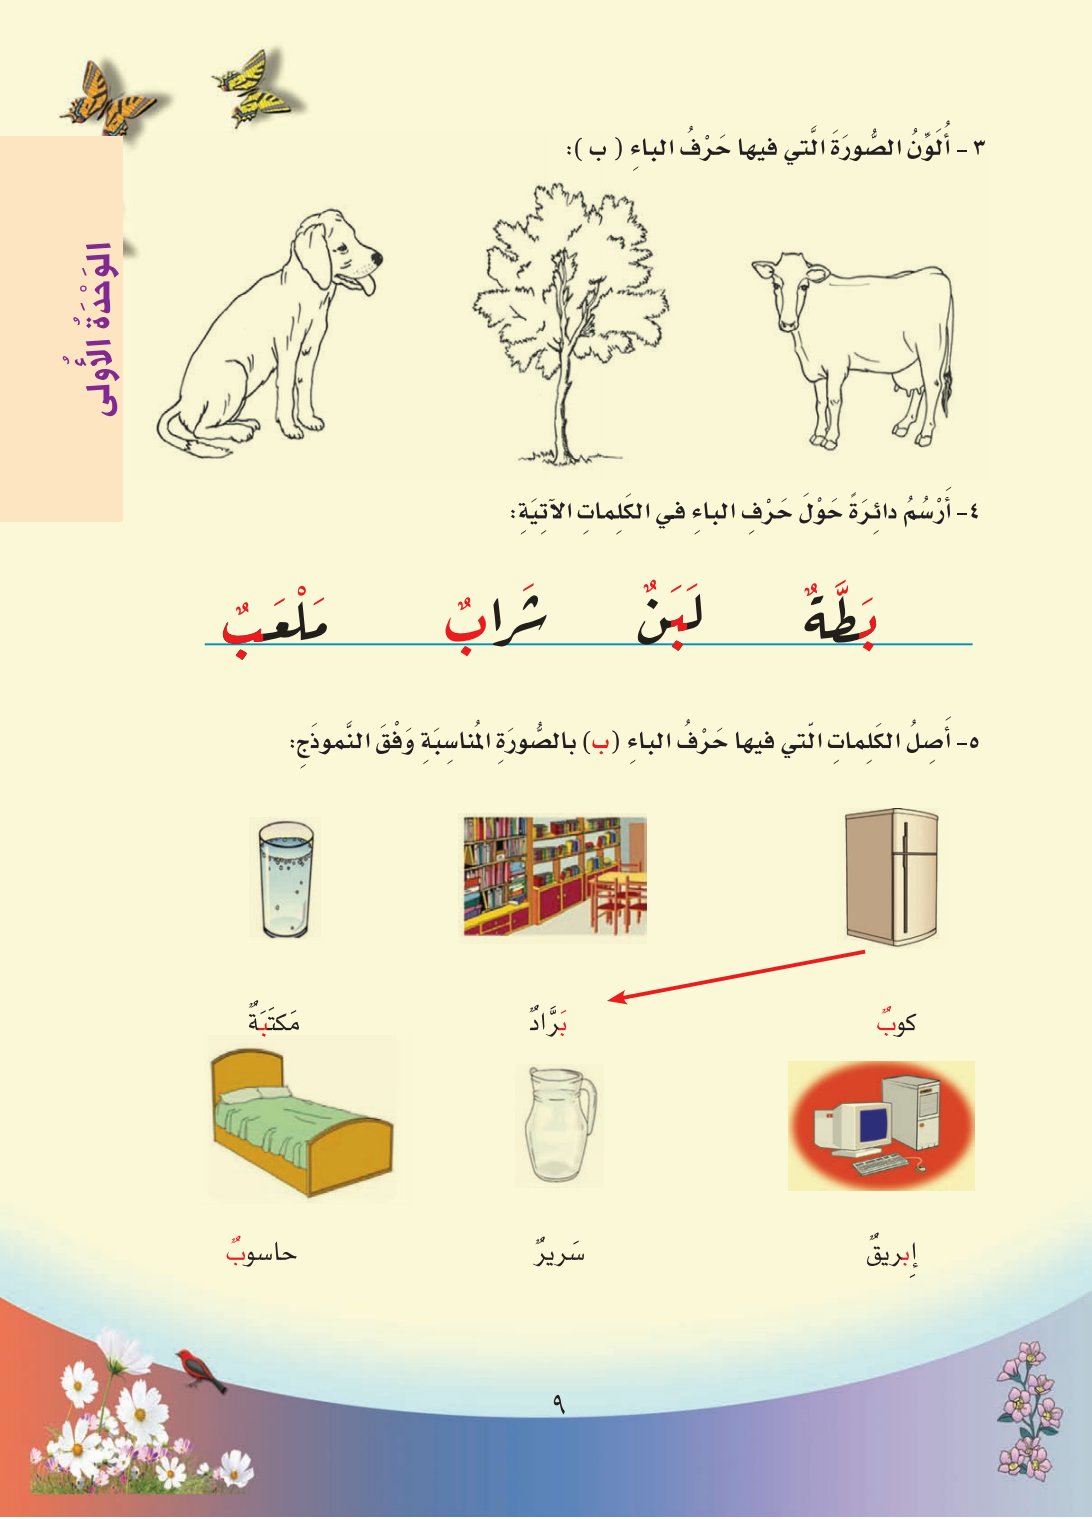 ٣ - أُلَوِّنُ الصُّورَةَ الَّتي فيها حَرْفُ الباءِ ( ب ):
الوَحْدَةُ الأُولى
٤- أَرْسُمُ دائِرَةً حَوْلَ حَرْفِ الباءِ في الكَلِماتِ الآتِيَةِ:
بَطَّةٌ لَبَنٌ شَرابٌ مَلْعَبٌ
٥- أَصِلُ الكَلِماتِ الّتي فيها حَرْفُ الباءِ (ب) بالصُّورَةِ المُناسِبَةِ وَفْقَ النَّموذَجِ:
كوبٌ بَرَّادٌ مَكتَبَةٌ
إِبريقٌ سَريرٌ حاسوبٌ
٩